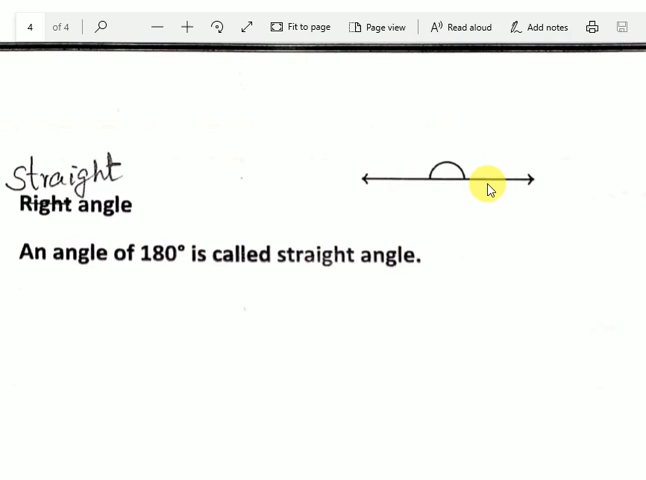 4 of 4 Fit to page Page view Read aloud Add notes
Straight
Right angle
An angle of 180° is called straight angle.